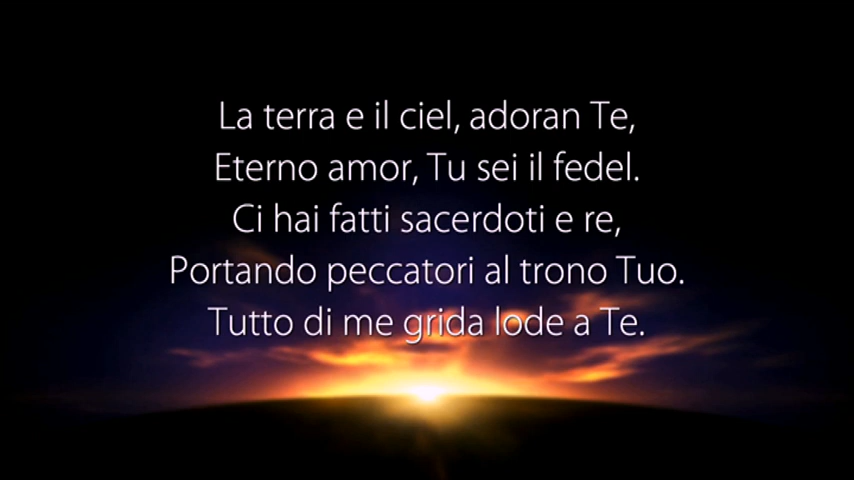 La terra e il ciel, adoran Te,
Eterno amor, Tu sei il fedel.
Ci hai fatti sacerdoti e re,
Portando peccatori al trono Tuo.
Tutto di me grida lode a Te.